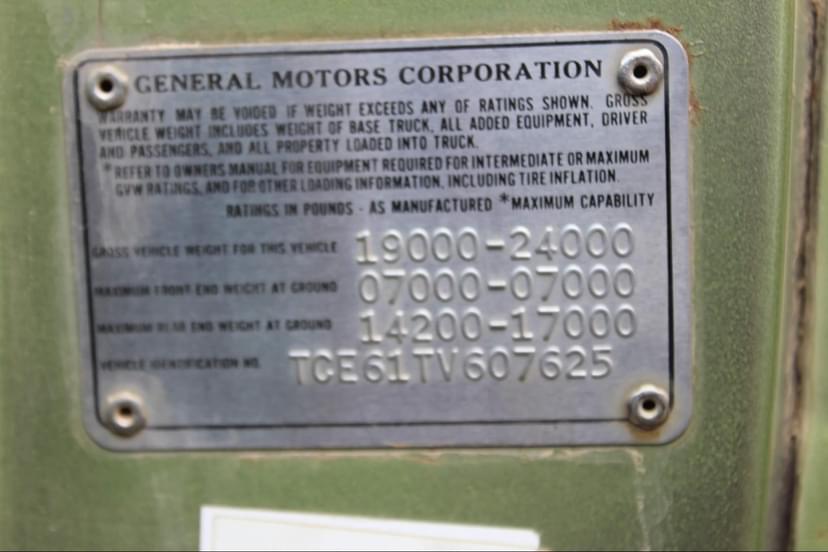 GENERAL MOTORS CORPORATION
WARRANTY MAY BE VOIDED IF WEIGHT EXCEEDS ANY OF RATINGS SHOWN. GROSS
VEHICLE WEIGHT INCLUDES WEIGHT OF BASE TRUCK, ALL ADDED EQUIPMENT, DRIVER
AND PASSENGERS, AND ALL PROPERTY LOADED INTO TRUCK.
*REFER TO OWNERS MANUAL FOR EQUIPMENT REQUIRED FOR INTERMEDIATE OR MAXIMUM
GVW RATINGS, AND FOR OTHER LOADING INFORMATION, INCLUDING TIRE INFLATION.
RATINGS IN POUNDS - AS MANUFACTURED *MAXIMUM CAPABILITY
GROSS VEHICLE WEIGHT FOR THIS VEHICLE 19000-24000
MAXIMUM FRONT END WEIGHT AT GROUND 07000-07000
MAXIMUM REAR END WEIGHT AT GROUND 14200-17000
VEHICLE IDENTIFICATION NO. TCE61TV607625